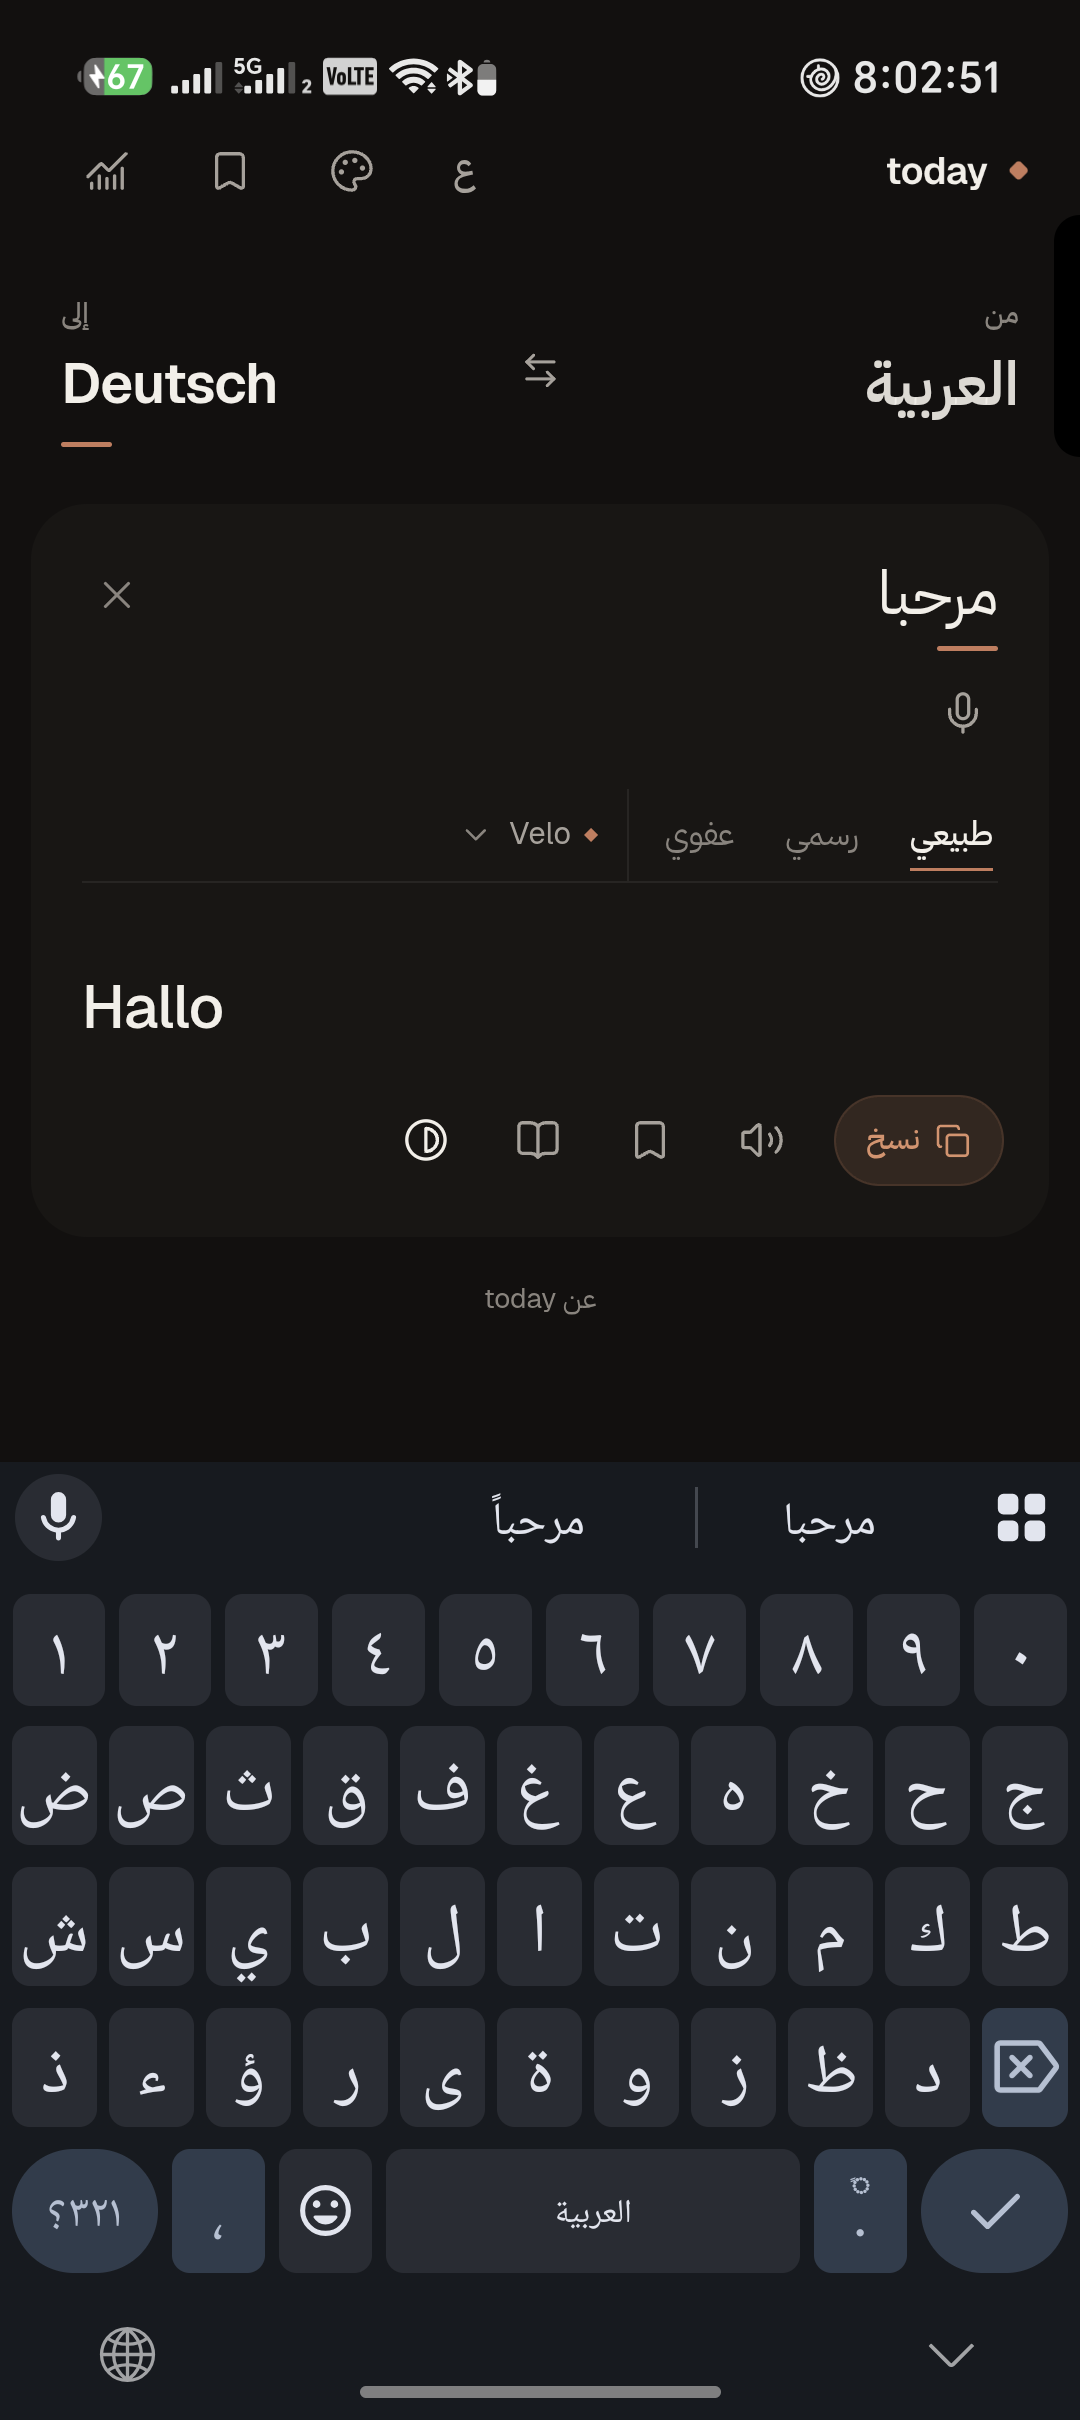 67 5G 2 VoLTE 8:02:51
today ع
من إلى
العربية Deutsch
مرحبا
طبيعي رسمي عفوي Velo
Hallo
نسخ
عن today
مرحبا مرحباً
١ ٢ ٣ ٤ ٥ ٦ ٧ ٨ ٩ ٠
ض ص ث ق ف غ ع ه خ ح ج
ش س ي ب ل ا ت ن م ك ط
ذ ء ؤ ر ى ة و ز ظ د
؟٣٢١ ، العربية .